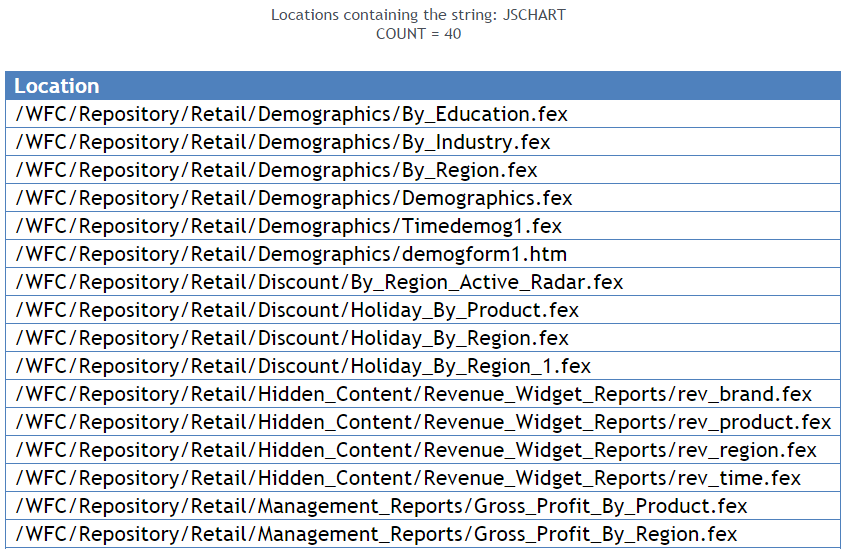 Locations containing the string: JSCHART
COUNT = 40
Location
/WFC/Repository/Retail/Demographics/By_Education.fex
/WFC/Repository/Retail/Demographics/By_Industry.fex
/WFC/Repository/Retail/Demographics/By_Region.fex
/WFC/Repository/Retail/Demographics/Demographics.fex
/WFC/Repository/Retail/Demographics/Timedemog1.fex
/WFC/Repository/Retail/Demographics/demogform1.htm
/WFC/Repository/Retail/Discount/By_Region_Active_Radar.fex
/WFC/Repository/Retail/Discount/Holiday_By_Product.fex
/WFC/Repository/Retail/Discount/Holiday_By_Region.fex
/WFC/Repository/Retail/Discount/Holiday_By_Region_1.fex
/WFC/Repository/Retail/Hidden_Content/Revenue_Widget_Reports/rev_brand.fex
/WFC/Repository/Retail/Hidden_Content/Revenue_Widget_Reports/rev_product.fex
/WFC/Repository/Retail/Hidden_Content/Revenue_Widget_Reports/rev_region.fex
/WFC/Repository/Retail/Hidden_Content/Revenue_Widget_Reports/rev_time.fex
/WFC/Repository/Retail/Management_Reports/Gross_Profit_By_Product.fex
/WFC/Repository/Retail/Management_Reports/Gross_Profit_By_Region.fex